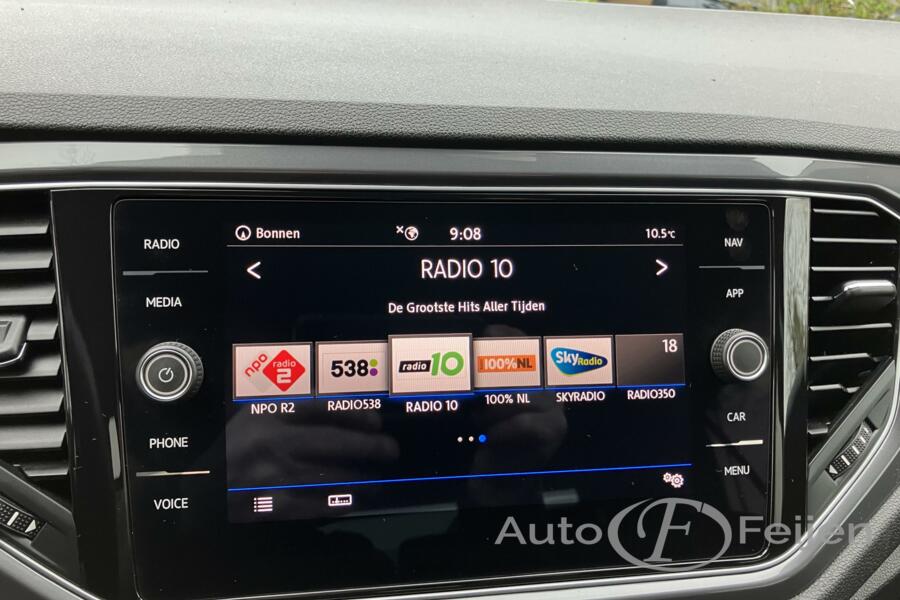 RADIO
MEDIA
PHONE
VOICE
Bonnen
9:08
10.5°C
<
RADIO 10
>
De Grootste Hits Aller Tijden
npo radio 2
538
radio 10
100%NL
Sky Radio
18
NPO R2
RADIO538
RADIO 10
100% NL
SKYRADIO
RADIO350
NAV
APP
CAR
MENU
Auto F Feijen